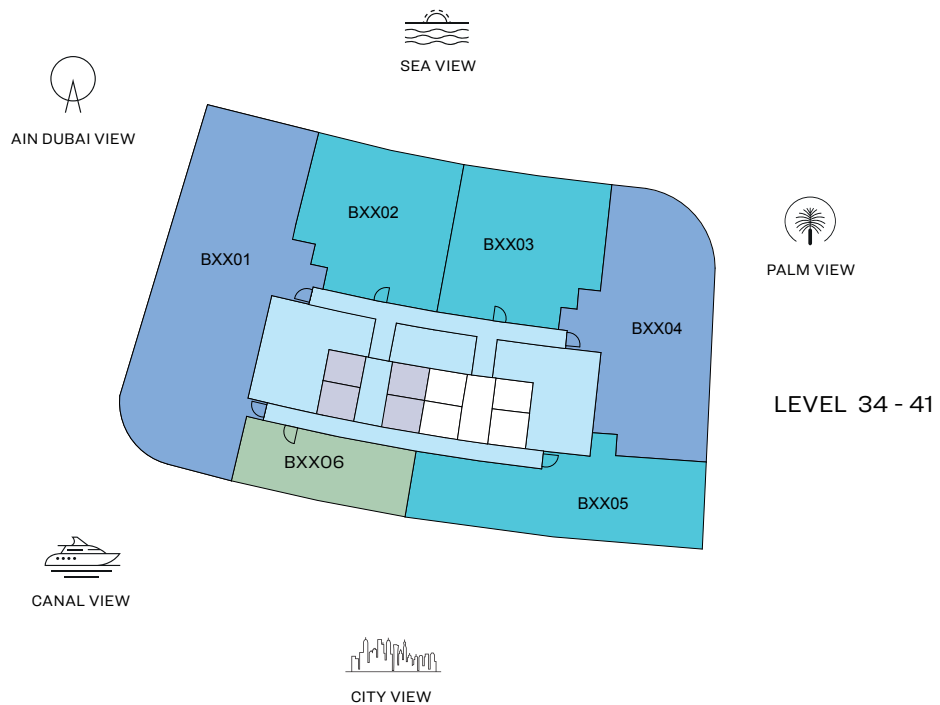 SEA VIEW
AIN DUBAI VIEW
BXX02
BXX03
BXX01
PALM VIEW
BXX04
LEVEL 34 - 41
BXX06
BXX05
CANAL VIEW
CITY VIEW